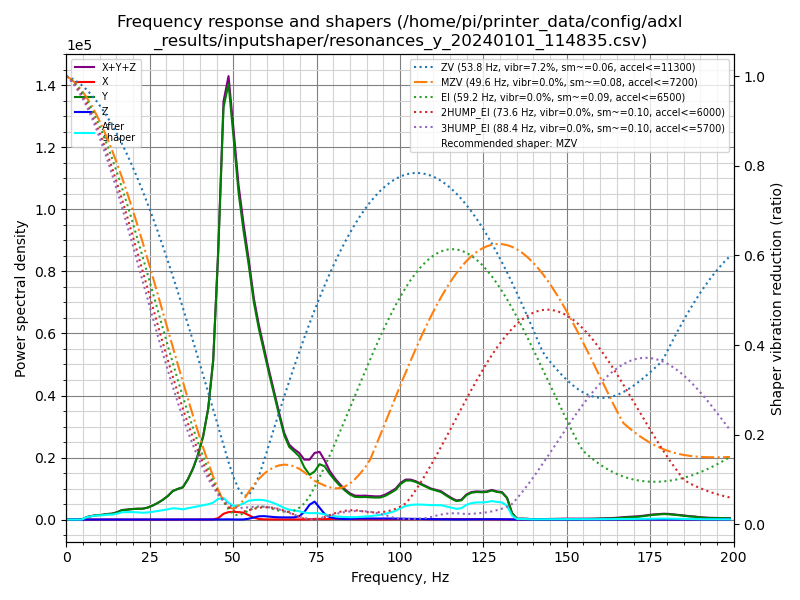 Frequency response and shapers (/home/pi/printer_data/config/adxl
_results/inputshaper/resonances_y_20240101_114835.csv)
1e5
X+Y+Z
X
Y
Z
After
shaper
ZV (53.8 Hz, vibr=7.2%, sm~=0.06, accel<=11300)
MZV (49.6 Hz, vibr=0.0%, sm~=0.08, accel<=7200)
EI (59.2 Hz, vibr=0.0%, sm~=0.09, accel<=6500)
2HUMP_EI (73.6 Hz, vibr=0.0%, sm~=0.10, accel<=6000)
3HUMP_EI (88.4 Hz, vibr=0.0%, sm~=0.10, accel<=5700)
Recommended shaper: MZV
Power spectral density
1.4
1.2
1.0
0.8
0.6
0.4
0.2
0.0
1.0
0.8
0.6
0.4
0.2
0.0
Shaper vibration reduction (ratio)
0 25 50 75 100 125 150 175 200
Frequency, Hz